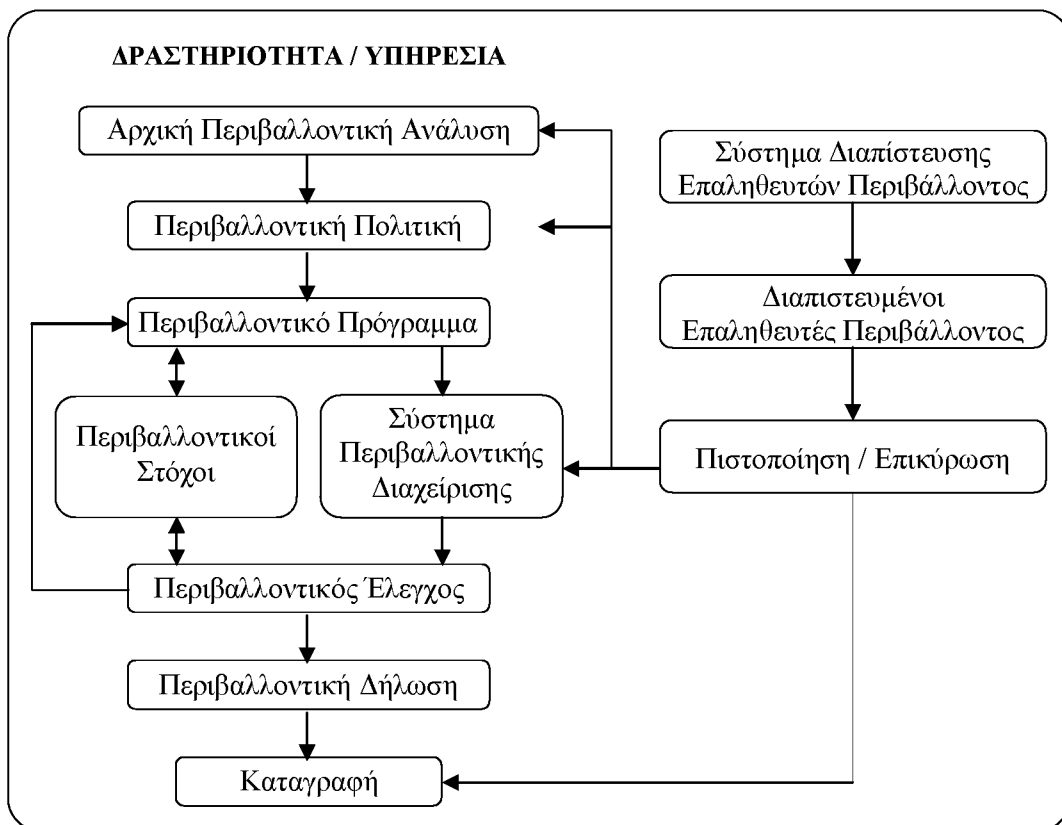 ΔΡΑΣΤΗΡΙΟΤΗΤΑ / ΥΠΗΡΕΣΙΑ
Αρχική Περιβαλλοντική Ανάλυση
Περιβαλλοντική Πολιτική
Περιβαλλοντικό Πρόγραμμα
Περιβαλλοντικοί
Στόχοι
Σύστημα
Περιβαλλοντικής
Διαχείρισης
Περιβαλλοντικός Έλεγχος
Περιβαλλοντική Δήλωση
Καταγραφή
Σύστημα Διαπίστευσης
Επαληθευτών Περιβάλλοντος
Διαπιστευμένοι
Επαληθευτές Περιβάλλοντος
Πιστοποίηση / Επικύρωση